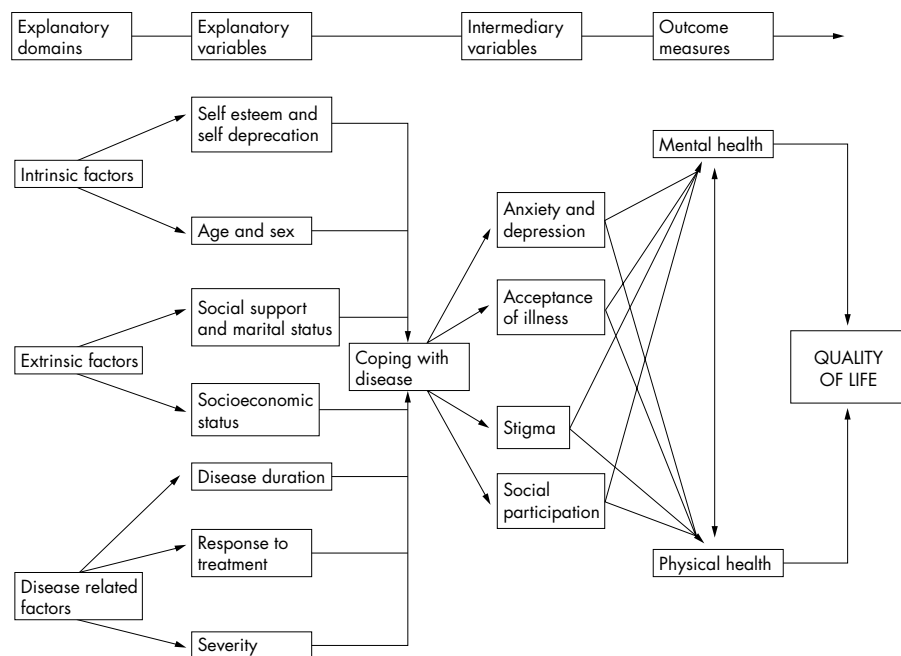 Explanatory
domains
Explanatory
variables
Intermediary
variables
Outcome
measures
Self esteem and
self deprecation
Intrinsic factors
Age and sex
Social support
and marital status
Extrinsic factors
Socioeconomic
status
Disease duration
Response to
treatment
Disease related
factors
Severity
Coping with
disease
Anxiety and
depression
Acceptance
of illness
Stigma
Social
participation
Mental health
Physical health
QUALITY
OF LIFE